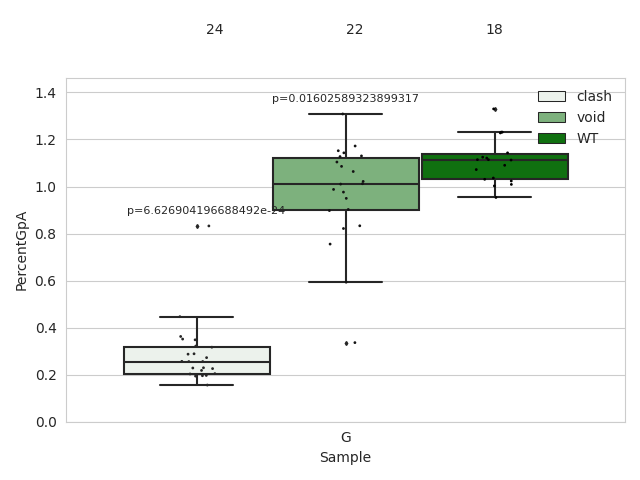 24 22 18
1.4
1.2
1.0
0.8
0.6
0.4
0.2
0.0
PercentGpA
p=0.01602589323899317
p=6.626904196688492e-24
clash
void
WT
G
Sample